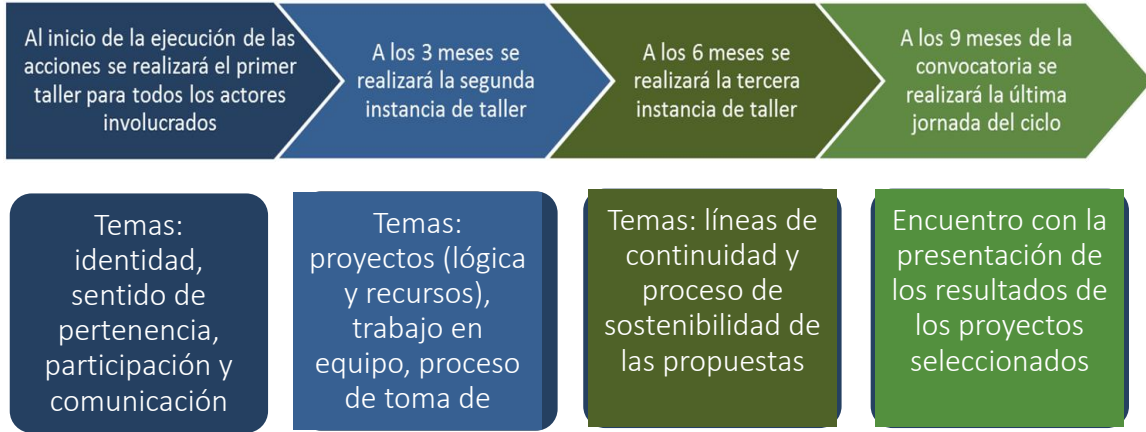 Al inicio de la ejecución de las
acciones se realizará el primer
taller para todos los actores
involucrados
A los 3 meses se
realizará la segunda
instancia de taller
A los 6 meses se
realizará la tercera
instancia de taller
A los 9 meses de la
convocatoria se
realizará la última
jornada del ciclo
Temas:
identidad,
sentido de
pertenencia,
participación y
comunicación
Temas:
proyectos (lógica
y recursos),
trabajo en
equipo, proceso
de toma de
Temas: líneas de
continuidad y
proceso de
sostenibilidad de
las propuestas
Encuentro con la
presentación de
los resultados de
los proyectos
seleccionados